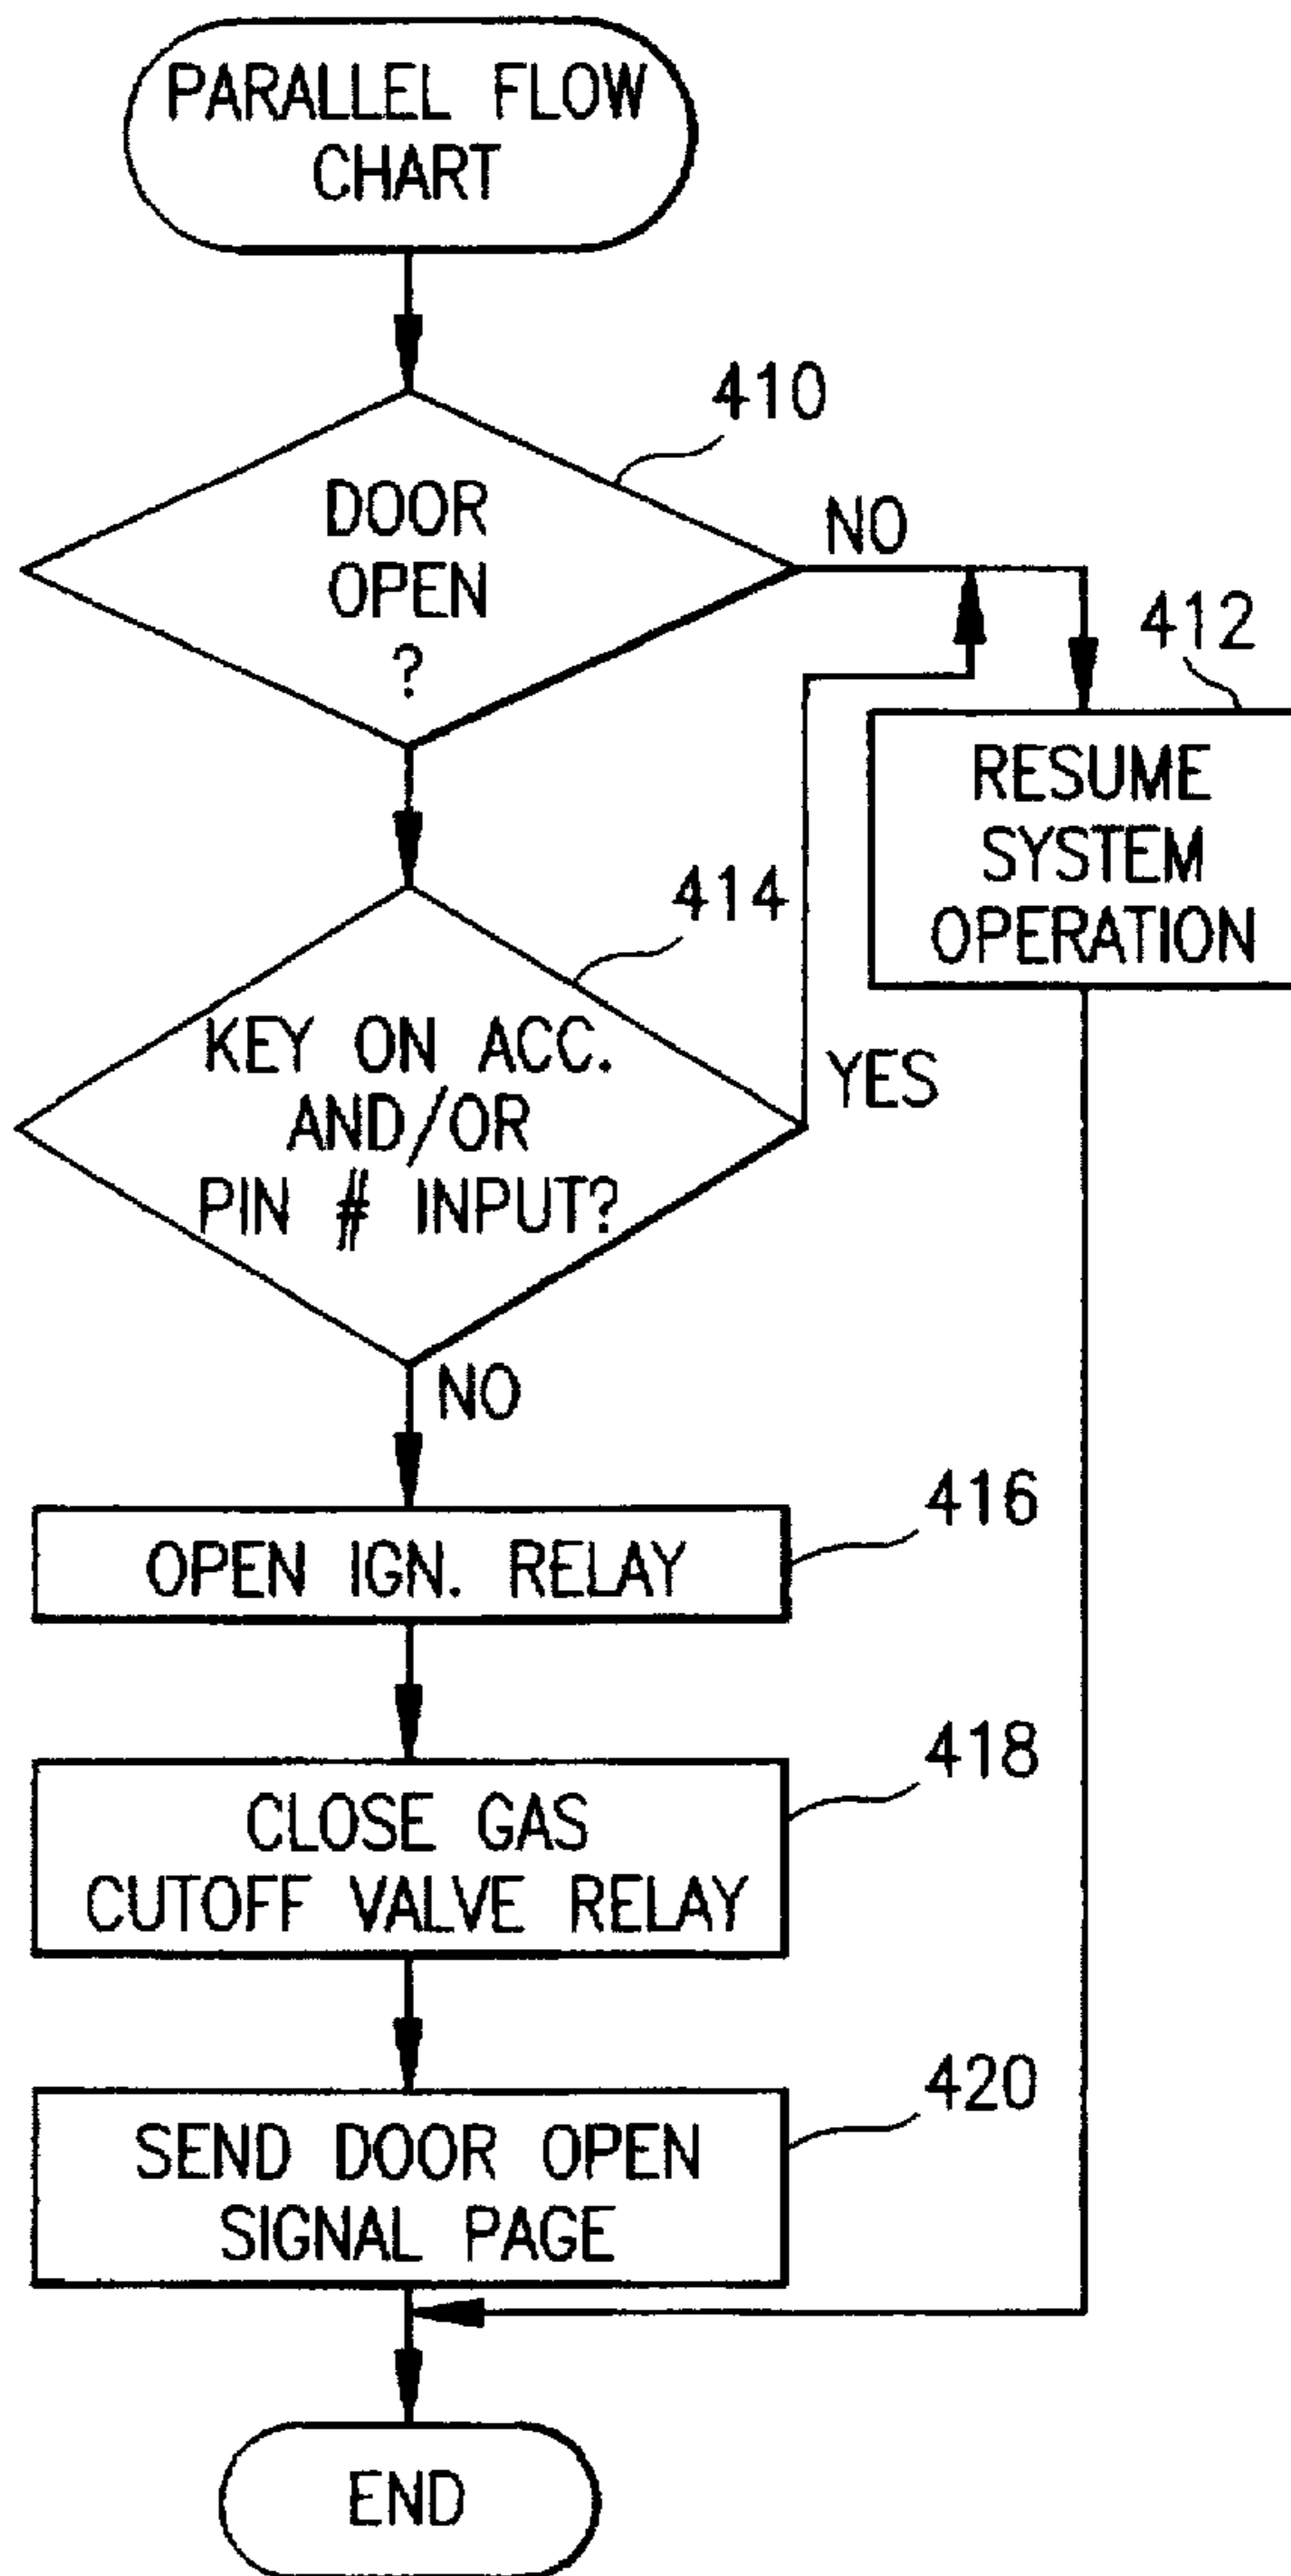 PARALLEL FLOW
CHART
410
DOOR
OPEN
?
NO
412
RESUME
SYSTEM
OPERATION
414
KEY ON ACC.
AND/OR
PIN # INPUT?
YES
NO
416
OPEN IGN. RELAY
418
CLOSE GAS
CUTOFF VALVE RELAY
420
SEND DOOR OPEN
SIGNAL PAGE
END